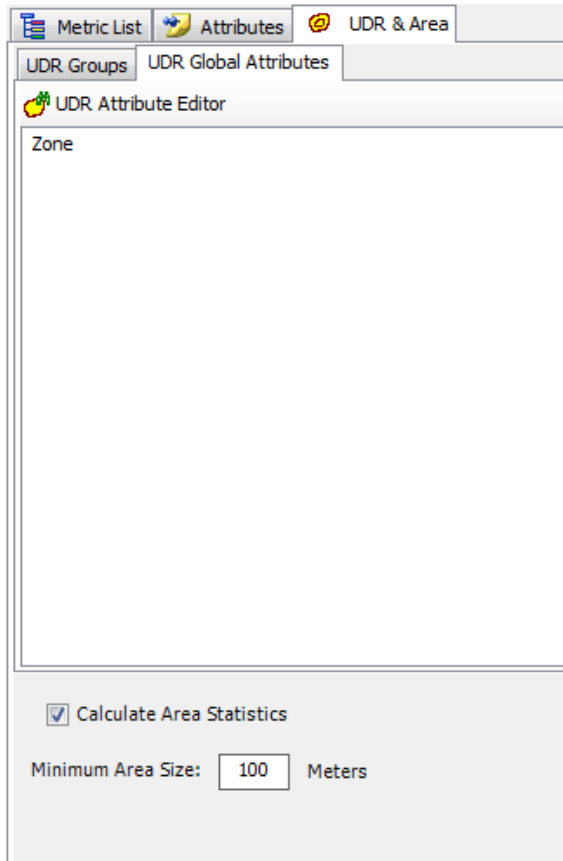 Metric List Attributes UDR & Area
UDR Groups UDR Global Attributes
UDR Attribute Editor
Zone
Calculate Area Statistics
Minimum Area Size: 100 Meters